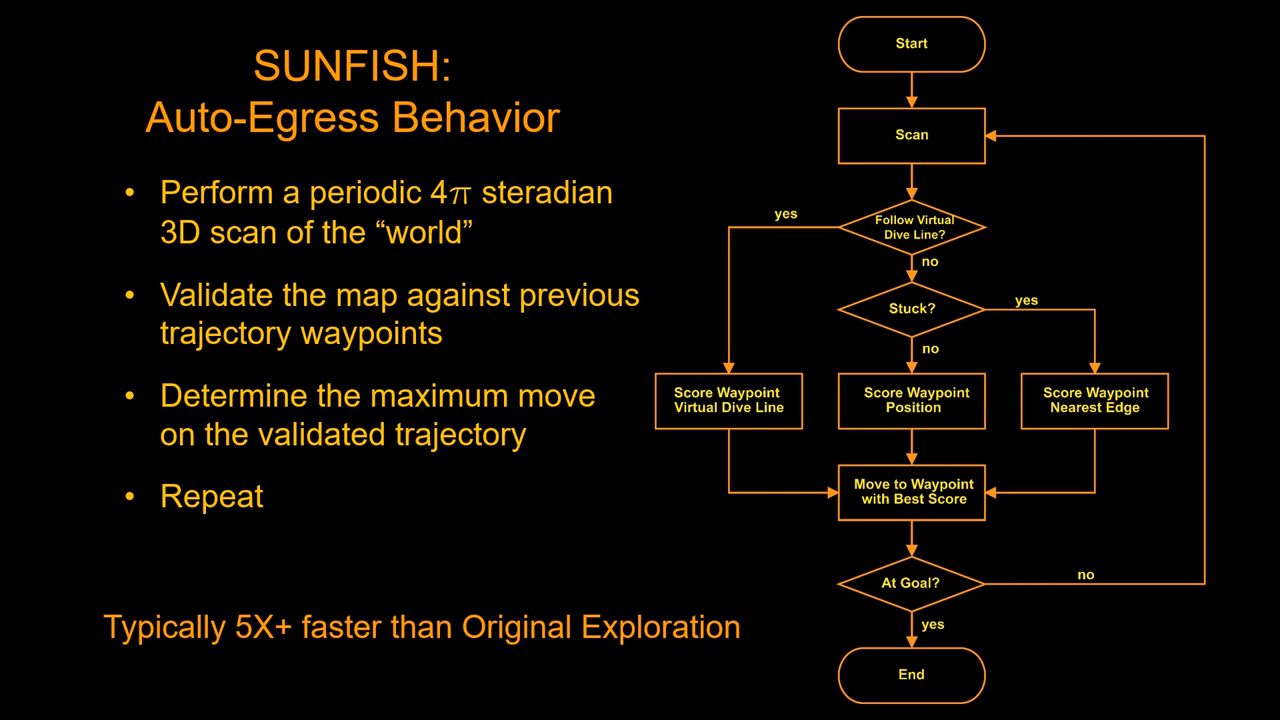 SUNFISH:
Auto-Egress Behavior
• Perform a periodic 4π steradian
3D scan of the “world”
• Validate the map against previous
trajectory waypoints
• Determine the maximum move
on the validated trajectory
• Repeat
Typically 5X+ faster than Original Exploration
Start
Scan
yes
Follow Virtual
Dive Line?
no
Stuck?
yes
no
Score Waypoint
Virtual Dive Line
Score Waypoint
Position
Score Waypoint
Nearest Edge
Move to Waypoint
with Best Score
At Goal?
no
yes
End